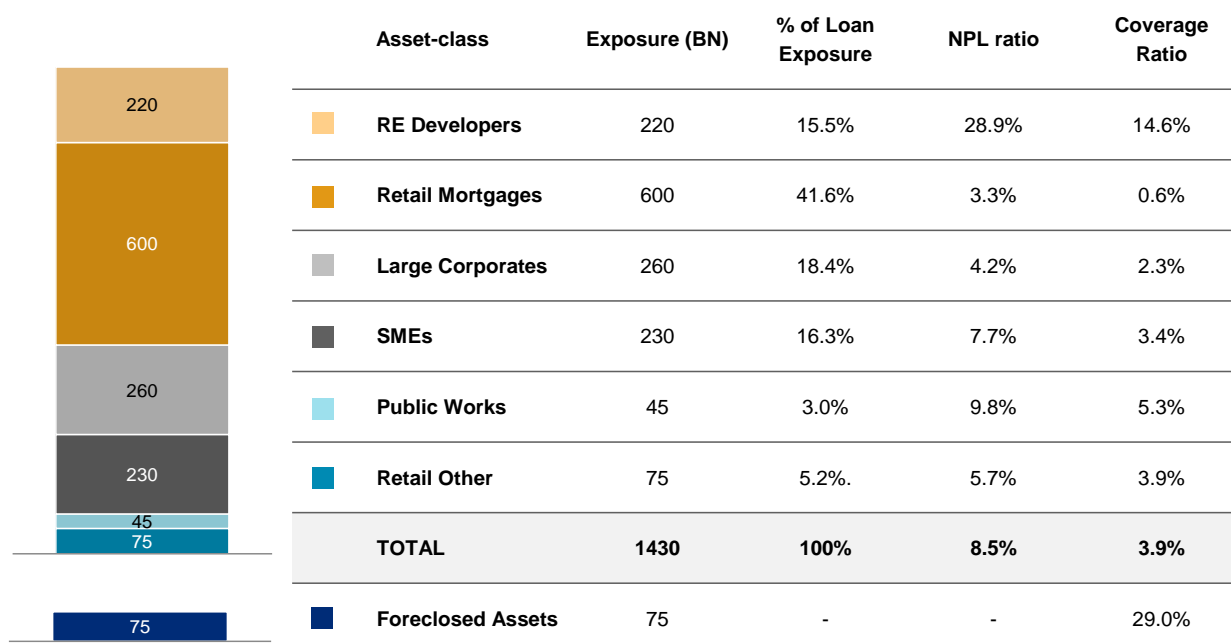 Asset-class Exposure (BN) % of Loan Exposure NPL ratio Coverage Ratio
220
RE Developers 220 15.5% 28.9% 14.6%
Retail Mortgages 600 41.6% 3.3% 0.6%
600
Large Corporates 260 18.4% 4.2% 2.3%
SMEs 230 16.3% 7.7% 3.4%
260
Public Works 45 3.0% 9.8% 5.3%
230
Retail Other 75 5.2%. 5.7% 3.9%
45
75
TOTAL 1430 100% 8.5% 3.9%
Foreclosed Assets 75 - - 29.0%
75